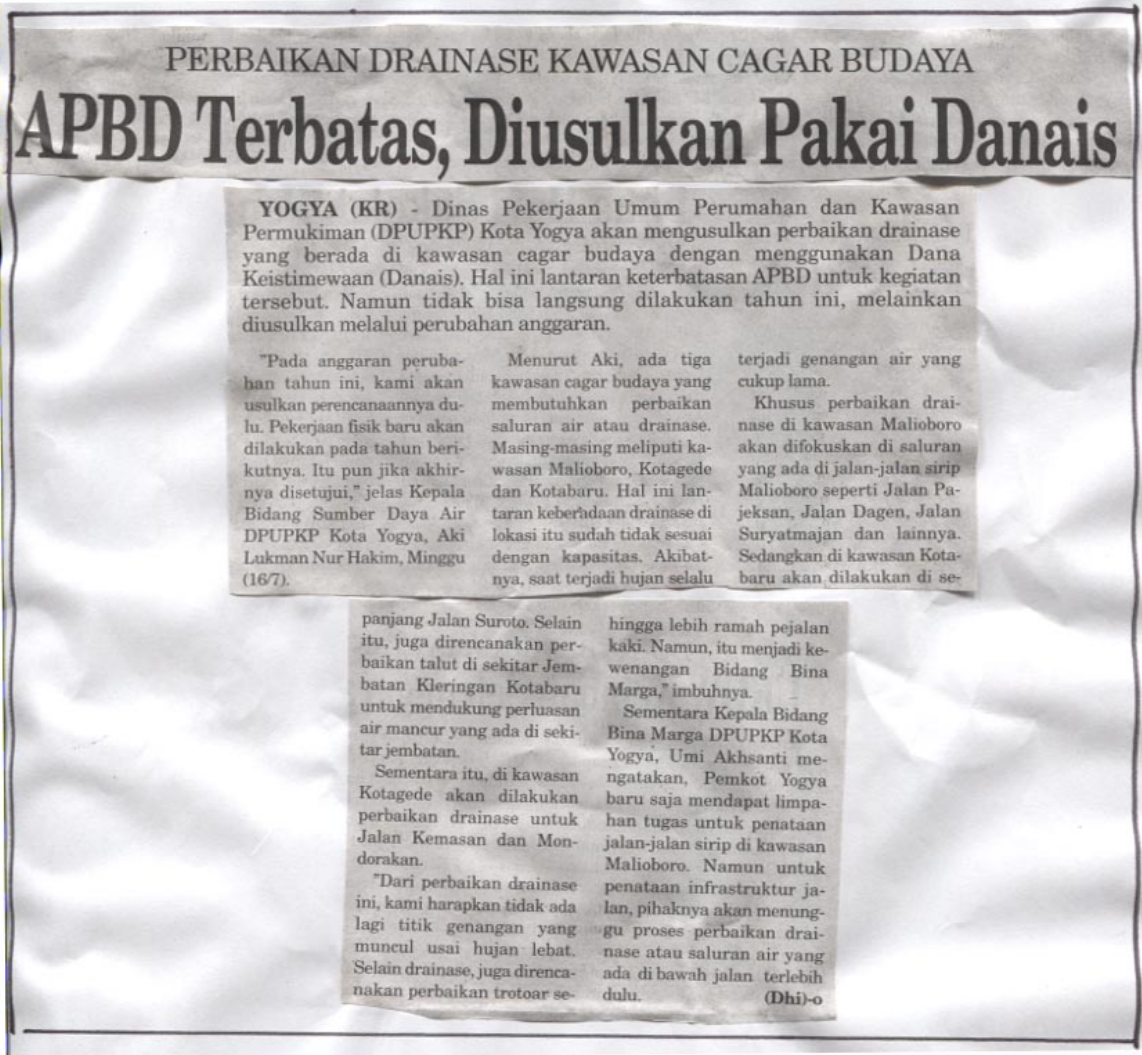 PERBAIKAN DRAINASE KAWASAN CAGAR BUDAYA
APBD Terbatas, Diusulkan Pakai Danais
YOGYA (KR) - Dinas Pekerjaan Umum Perumahan dan Kawasan
Permukiman (DPUPKP) Kota Yogya akan mengusulkan perbaikan drainase
yang berada di kawasan cagar budaya dengan menggunakan Dana
Keistimewaan (Danais). Hal ini lantaran keterbatasan APBD untuk kegiatan
tersebut. Namun tidak bisa langsung dilakukan tahun ini, melainkan
diusulkan melalui perubahan anggaran.
"Pada anggaran peruba-
han tahun ini, kami akan
usulkan perencanaannya du-
lu. Pekerjaan fisik baru akan
dilakukan pada tahun beri-
kutnya. Itu pun jika akhir-
nya disetujui," jelas Kepala
Bidang Sumber Daya Air
DPUPKP Kota Yogya, Aki
Lukman Nur Hakim, Minggu
(16/7).
Menurut Aki, ada tiga
kawasan cagar budaya yang
membutuhkan perbaikan
saluran air atau drainase.
Masing-masing meliputi ka-
wasan Malioboro, Kotagede
dan Kotabaru. Hal ini lan-
taran keberadaan drainase di
lokasi itu sudah tidak sesuai
dengan kapasitas. Akibat-
nya, saat terjadi hujan selalu
terjadi genangan air yang
cukup lama.
Khusus perbaikan drai-
nase di kawasan Malioboro
akan difokuskan di saluran
yang ada di jalan-jalan sirip
Malioboro seperti Jalan Pa-
jeksan, Jalan Dagen, Jalan
Suryatmajan dan lainnya.
Sedangkan di kawasan Kota-
baru akan dilakukan di se-
panjang Jalan Suroto. Selain
itu, juga direncanakan per-
baikan talut di sekitar Jem-
batan Kleringan Kotabaru
untuk mendukung perluasan
air mancur yang ada di seki-
tar jembatan.
Sementara itu, di kawasan
Kotagede akan dilakukan
perbaikan drainase untuk
Jalan Kemasan dan Mon-
dorakan.
"Dari perbaikan drainase
ini, kami harapkan tidak ada
lagi titik genangan yang
muncul usai hujan lebat.
Selain drainase, juga direnca-
nakan perbaikan trotoar se-
hingga lebih ramah pejalan
kaki. Namun, itu menjadi ke-
wenangan Bidang Bina
Marga," imbuhnya.
Sementara Kepala Bidang
Bina Marga DPUPKP Kota
Yogya, Umi Akhsanti me-
ngatakan, Pemkot Yogya
baru saja mendapat limpa-
han tugas untuk penataan
jalan-jalan sirip di kawasan
Malioboro. Namun untuk
penataan infrastruktur ja-
lan, pihaknya akan menung-
gu proses perbaikan drai-
nase atau saluran air yang
ada di bawah jalan terlebih
dulu. (Dhi)-o